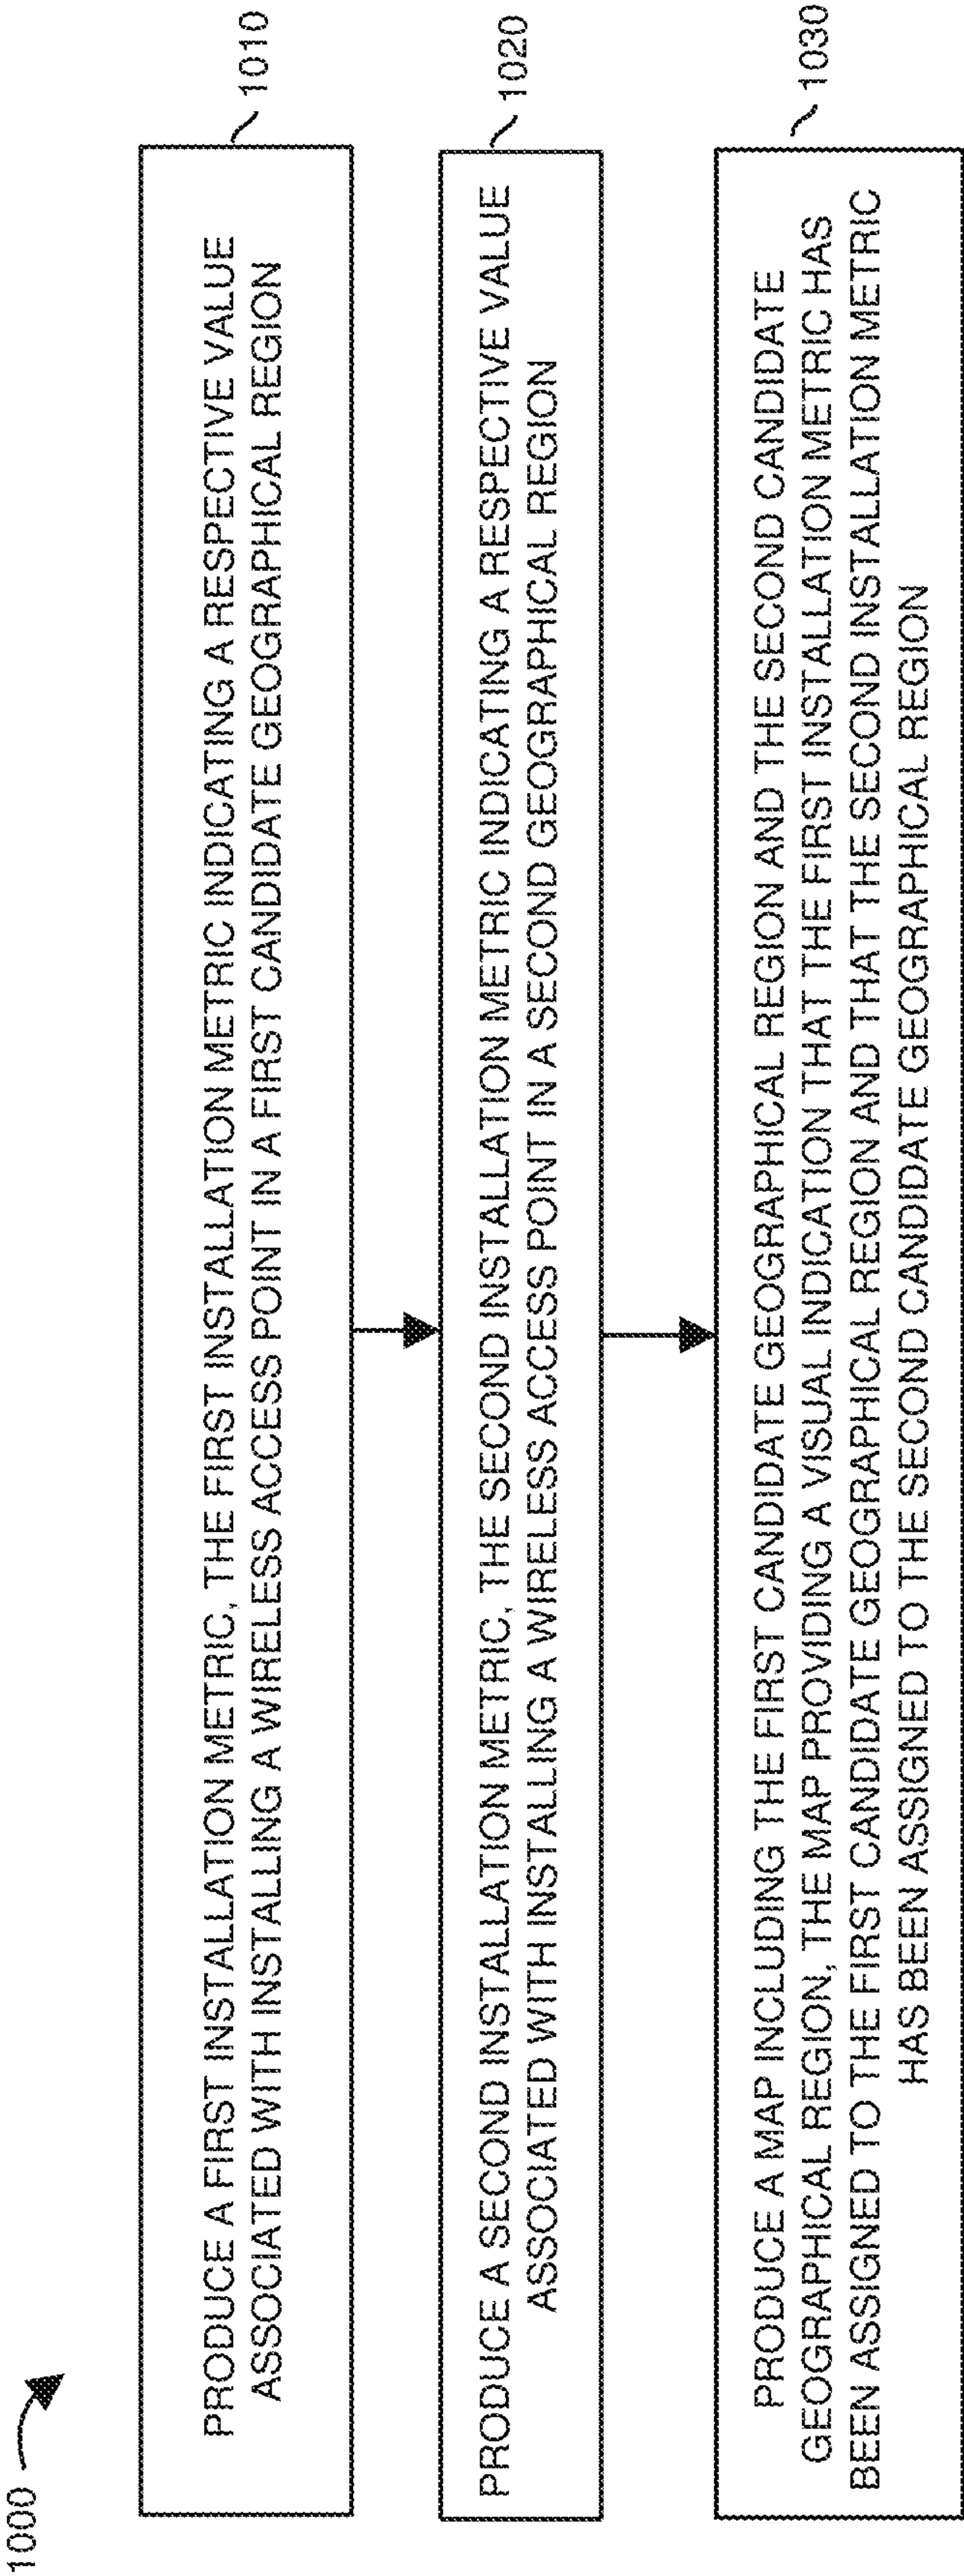 1000
PRODUCE A FIRST INSTALLATION METRIC, THE FIRST INSTALLATION METRIC INDICATING A RESPECTIVE VALUE
ASSOCIATED WITH INSTALLING A WIRELESS ACCESS POINT IN A FIRST CANDIDATE GEOGRAPHICAL REGION
1010
PRODUCE A SECOND INSTALLATION METRIC, THE SECOND INSTALLATION METRIC INDICATING A RESPECTIVE VALUE
ASSOCIATED WITH INSTALLING A WIRELESS ACCESS POINT IN A SECOND GEOGRAPHICAL REGION
1020
PRODUCE A MAP INCLUDING THE FIRST CANDIDATE GEOGRAPHICAL REGION AND THE SECOND CANDIDATE
GEOGRAPHICAL REGION, THE MAP PROVIDING A VISUAL INDICATION THAT THE FIRST INSTALLATION METRIC HAS
BEEN ASSIGNED TO THE FIRST CANDIDATE GEOGRAPHICAL REGION AND THAT THE SECOND INSTALLATION METRIC
HAS BEEN ASSIGNED TO THE SECOND CANDIDATE GEOGRAPHICAL REGION
1030